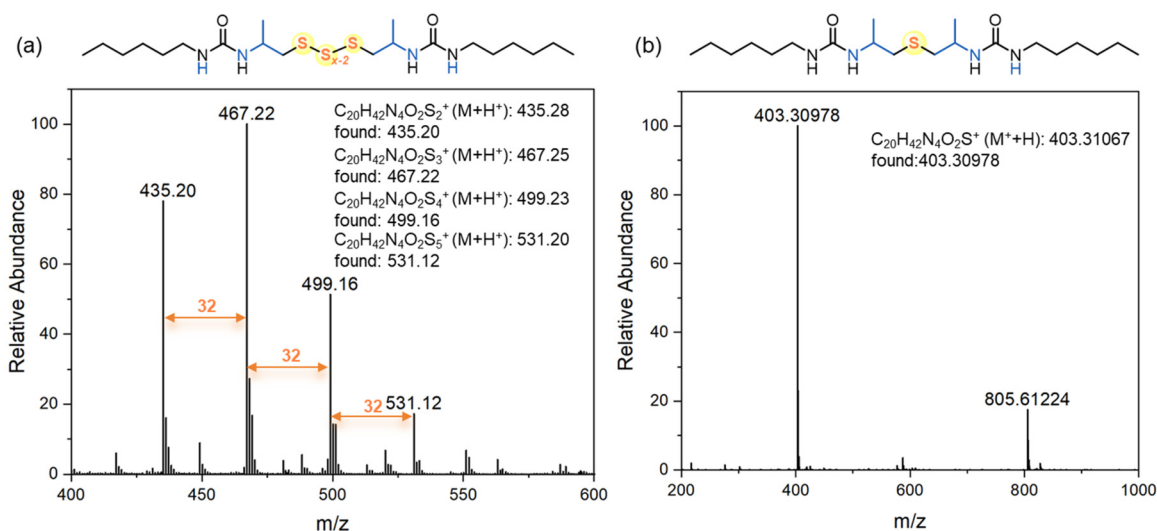 (a)
O
N
H
N
H
S
S
x-2
S
N
H
O
N
H
C20H42N4O2S2+ (M+H+): 435.28
found: 435.20
C20H42N4O2S3+ (M+H+): 467.25
found: 467.22
C20H42N4O2S4+ (M+H+): 499.23
found: 499.16
C20H42N4O2S5+ (M+H+): 531.20
found: 531.12
467.22
435.20
499.16
531.12
32
32
32
Relative Abundance
100
80
60
40
20
0
400 450 500 550 600
m/z
(b)
O
N
H
N
H
S
N
H
O
N
H
403.30978
C20H42N4O2S+ (M++H): 403.31067
found:403.30978
805.61224
Relative Abundance
100
80
60
40
20
0
200 400 600 800 1000
m/z